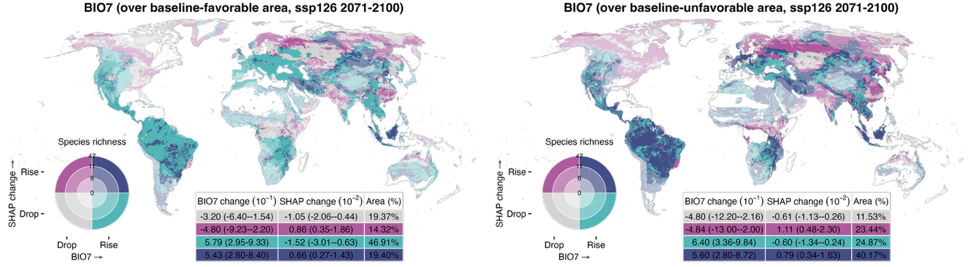 BIO7 (over baseline-favorable area, ssp126 2071-2100)
Species richness
47
11
6
0
SHAP change →
Rise
Drop
Drop
Rise
BIO7 →
BIO7 change (10⁻¹) SHAP change (10⁻²) Area (%)
-3.20 (-6.40--1.54) -1.05 (-2.06--0.44) 19.37%
-4.80 (-9.23--2.20) 0.86 (0.35-1.86) 14.32%
5.79 (2.95-9.33) -1.52 (-3.01--0.63) 46.91%
5.43 (2.80-8.40) 0.66 (0.27-1.43) 19.40%
BIO7 (over baseline-unfavorable area, ssp126 2071-2100)
Species richness
47
11
6
0
SHAP change →
Rise
Drop
Drop
Rise
BIO7 →
BIO7 change (10⁻¹) SHAP change (10⁻²) Area (%)
-4.80 (-12.20--2.16) -0.61 (-1.13--0.26) 11.53%
-4.84 (-13.00--2.00) 1.11 (0.48-2.30) 23.44%
6.40 (3.36-9.84) -0.60 (-1.34--0.24) 24.87%
5.60 (2.80-8.72) 0.79 (0.34-1.63) 40.17%